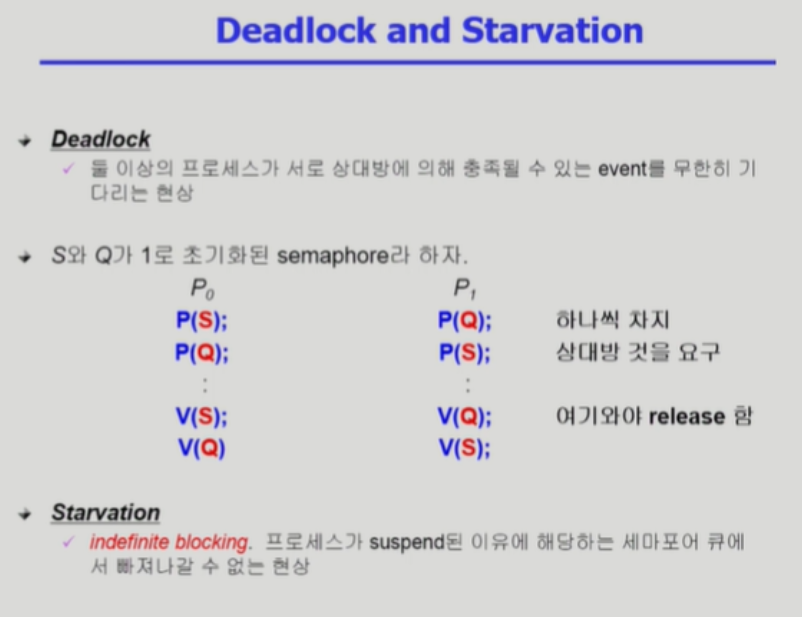 Deadlock and Starvation
Deadlock
둘 이상의 프로세스가 서로 상대방에 의해 충족될 수 있는 event를 무한히 기
다리는 현상
S와 Q가 1로 초기화된 semaphore라 하자.
P0 P1
P(S); P(Q); 하나씩 차지
P(Q); P(S); 상대방 것을 요구
: :
V(S); V(Q); 여기와야 release 함
V(Q) V(S);
Starvation
indefinite blocking. 프로세스가 suspend된 이유에 해당하는 세마포어 큐에
서 빠져나갈 수 없는 현상